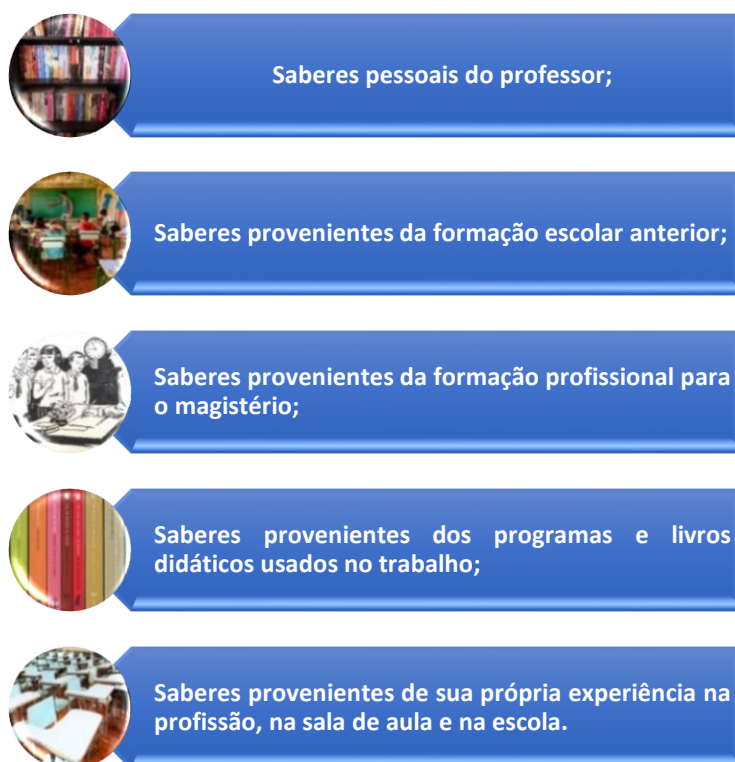 Saberes pessoais do professor;
Saberes provenientes da formação escolar anterior;
Saberes provenientes da formação profissional para
o magistério;
Saberes provenientes dos programas e livros
didáticos usados no trabalho;
Saberes provenientes de sua própria experiência na
profissão, na sala de aula e na escola.